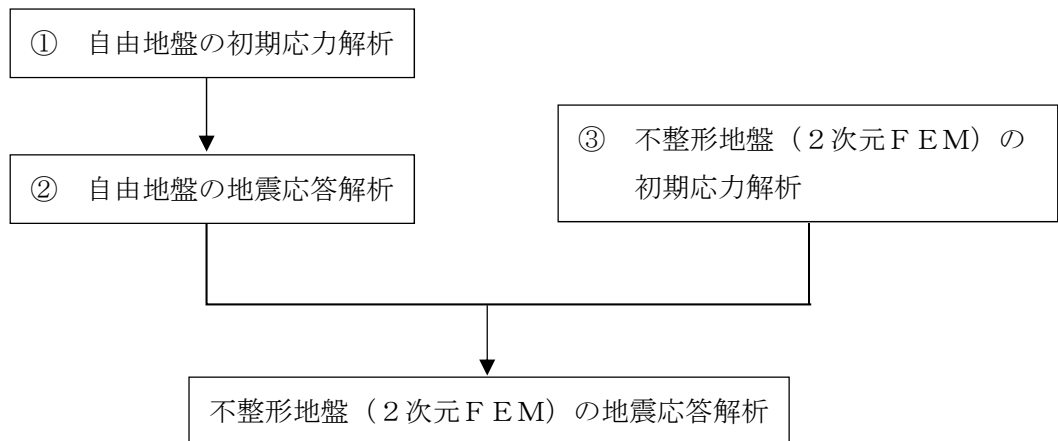 ① 自由地盤の初期応力解析
③ 不整形地盤（２次元ＦＥＭ）の
初期応力解析
② 自由地盤の地震応答解析
不整形地盤（２次元ＦＥＭ）の地震応答解析